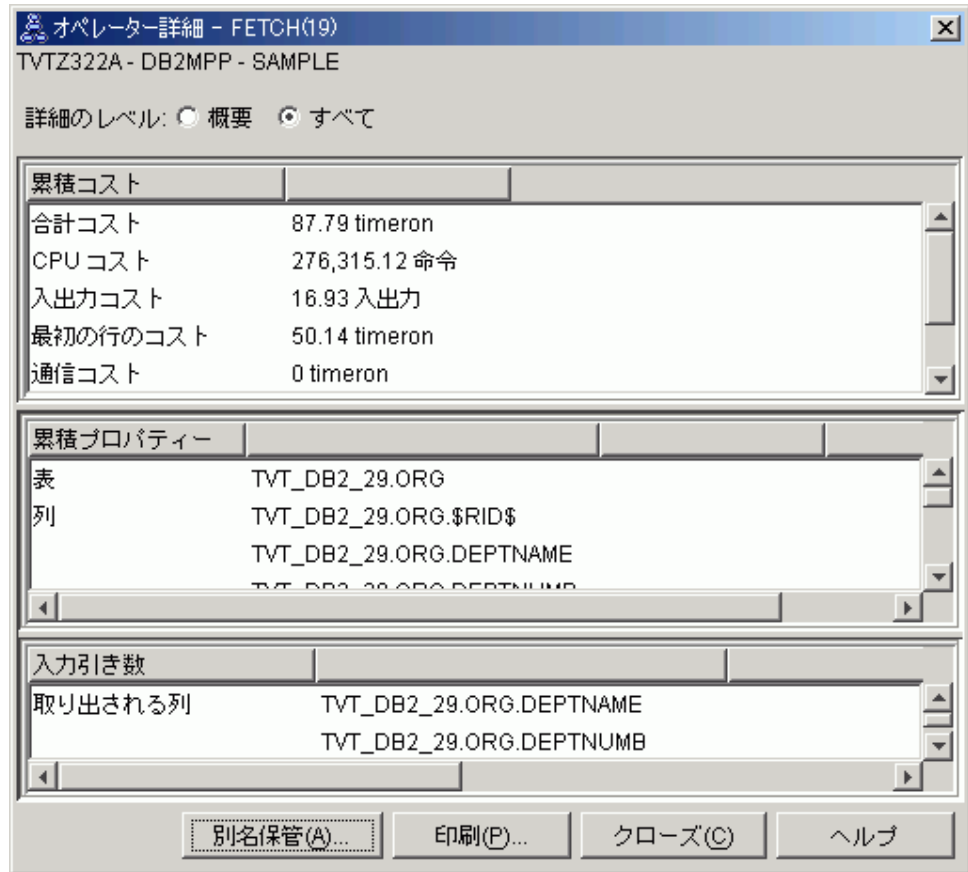 オペレーター詳細 - FETCH(19)
TVTZ322A - DB2MPP - SAMPLE
詳細のレベル: 概要 すべて
累積コスト
合計コスト 87.79 timeron
CPU コスト 276,315.12 命令
入出力コスト 16.93 入出力
最初の行のコスト 50.14 timeron
通信コスト 0 timeron
累積プロパティー
表 TVT_DB2_29.ORG
列 TVT_DB2_29.ORG.$RID$
TVT_DB2_29.ORG.DEPTNAME
TVT_DB2_29.ORG.DEPTNUMB
入力引き数
取り出される列 TVT_DB2_29.ORG.DEPTNAME
TVT_DB2_29.ORG.DEPTNUMB
別名保管(A)... 印刷(P)... クローズ(C) ヘルプ